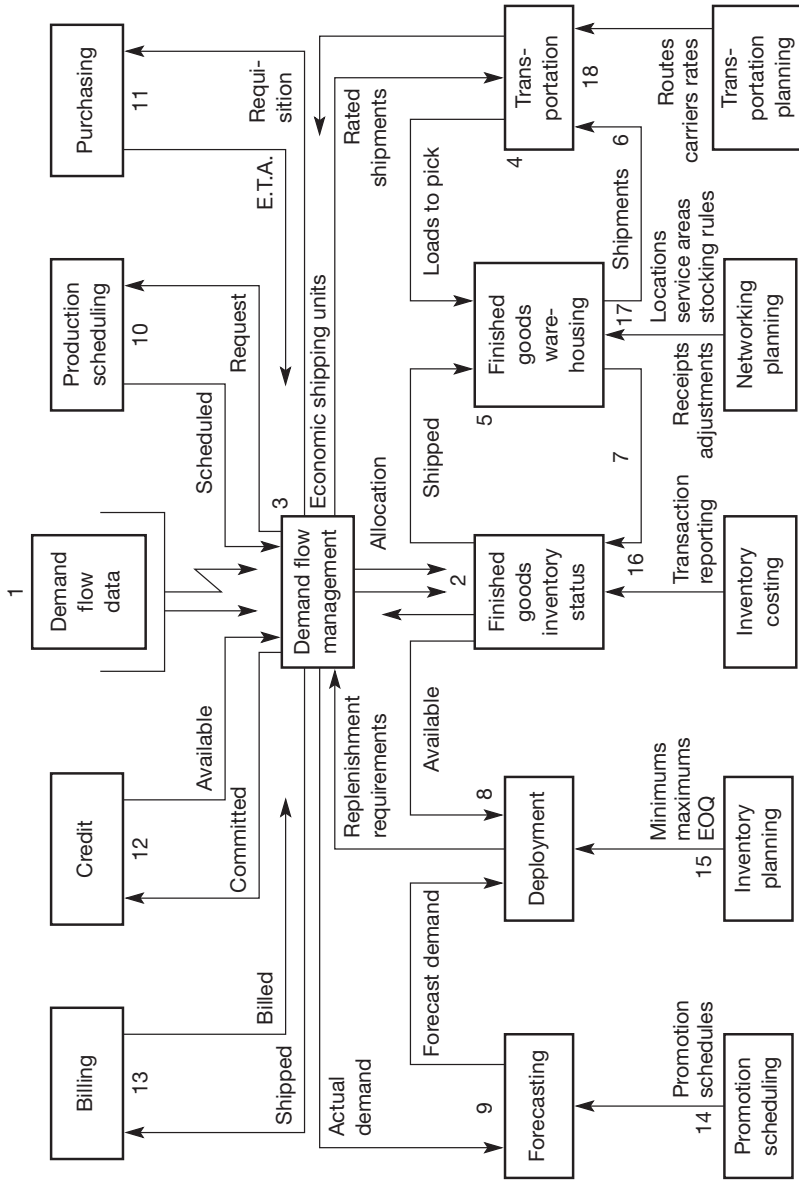 1
Demand
flow
data
Billing
13
Credit
12
Production
scheduling
10
Purchasing
11
Shipped
Billed
Committed
Available
Scheduled
Request
E.T.A.
Requi-
sition
Demand flow
management
3
Economic shipping units
Rated
shipments
Actual
demand
Replenishment
requirements
Allocation
2
Forecast demand
Available
Shipped
Loads to pick
9
Forecasting
8
Deployment
Finished
goods
inventory
status
5
Finished
goods
ware-
housing
4
Trans-
portation
16
7
17
Shipments
6
18
14
Promotion
schedules
15
Minimums
maximums
EOQ
Transaction
reporting
Receipts
adjustments
Locations
service areas
stocking rules
Routes
carriers rates
Promotion
scheduling
Inventory
planning
Inventory
costing
Networking
planning
Trans-
portation
planning